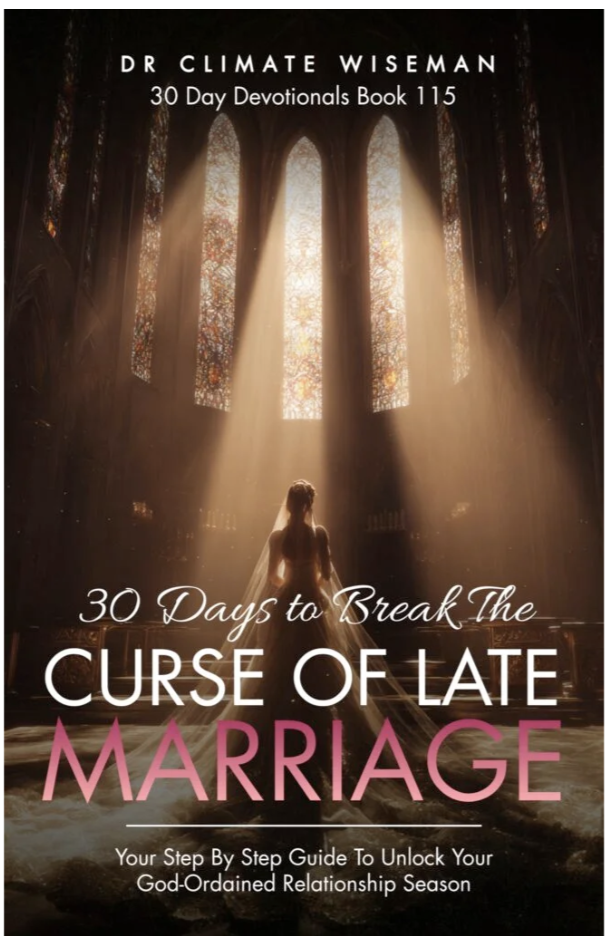 DR CLIMATE WISEMAN
30 Day Devotionals Book 115
30 Days to Break The
CURSE OF LATE
MARRIAGE
Your Step By Step Guide To Unlock Your
God-Ordained Relationship Season